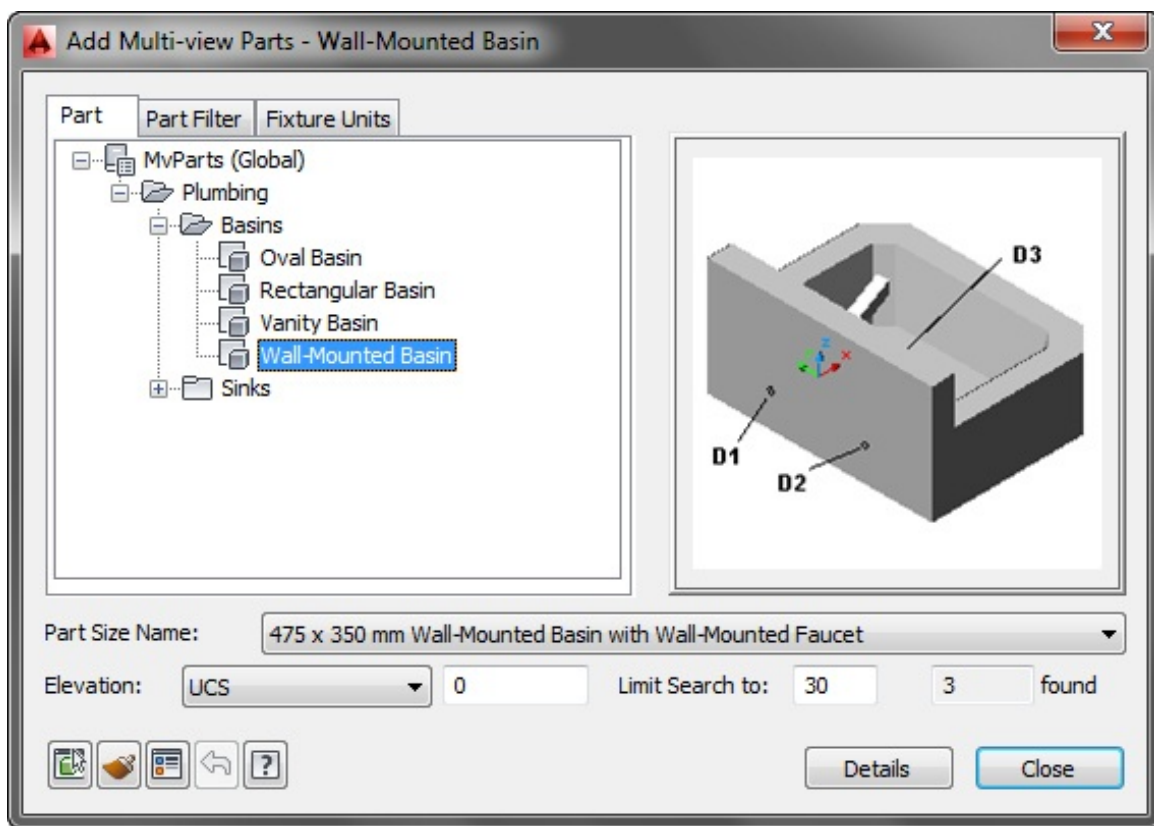 Add Multi-view Parts - Wall-Mounted Basin
Part Part Filter Fixture Units
MvParts (Global)
Plumbing
Basins
Oval Basin
Rectangular Basin
Vanity Basin
Wall-Mounted Basin
Sinks
D3
Z
X
D1
D2
Part Size Name: 475 x 350 mm Wall-Mounted Basin with Wall-Mounted Faucet
Elevation: UCS 0 Limit Search to: 30 3 found
Details Close